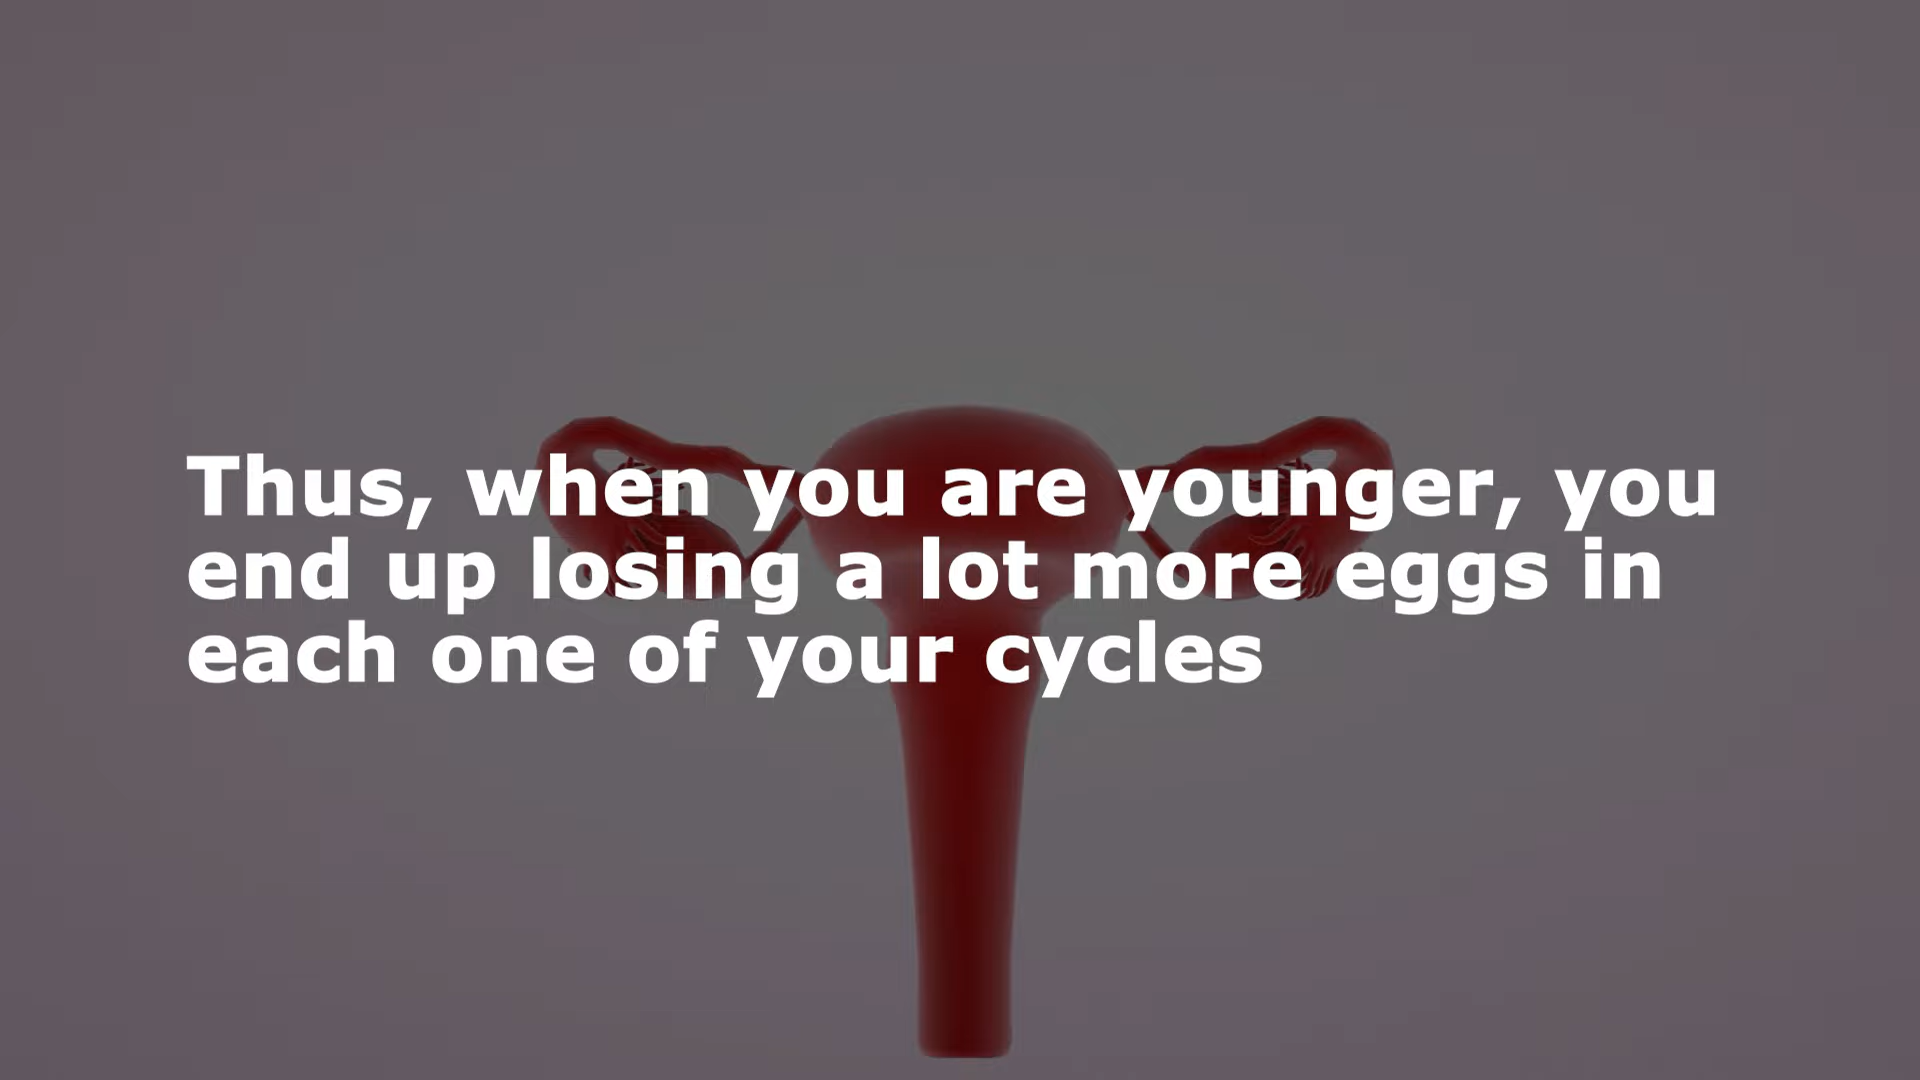 Thus, when you are younger, you
end up losing a lot more eggs in
each one of your cycles